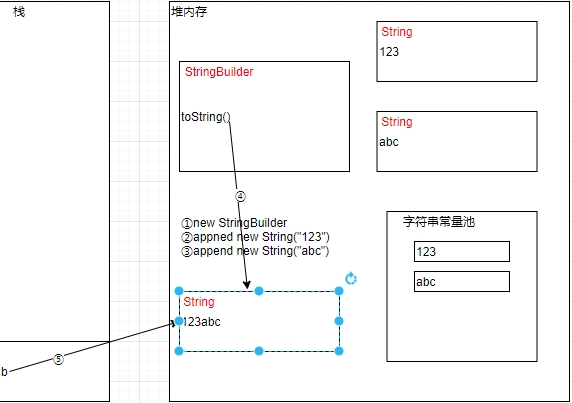 栈
堆内存
StringBuilder
toString()
String
123
String
abc
④
①new StringBuilder
②appned new String("123")
③append new String("abc")
字符串常量池
123
abc
String
123abc
b
⑤